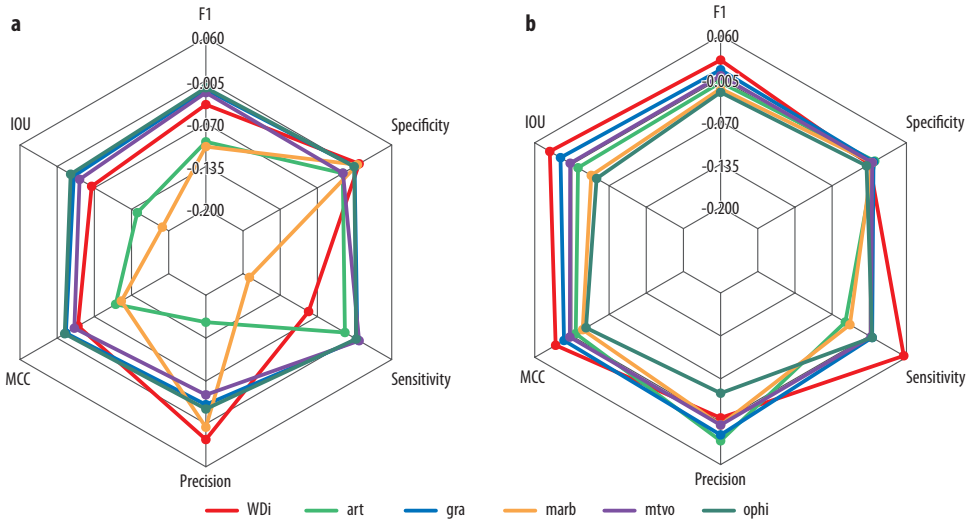 a
F1
0.060
-0.005
-0.070
-0.135
-0.200
IOU
Specificity
MCC
Sensitivity
Precision
b
F1
0.060
-0.005
-0.070
-0.135
-0.200
IOU
Specificity
MCC
Sensitivity
Precision
WDi art gra marb mtvo ophi